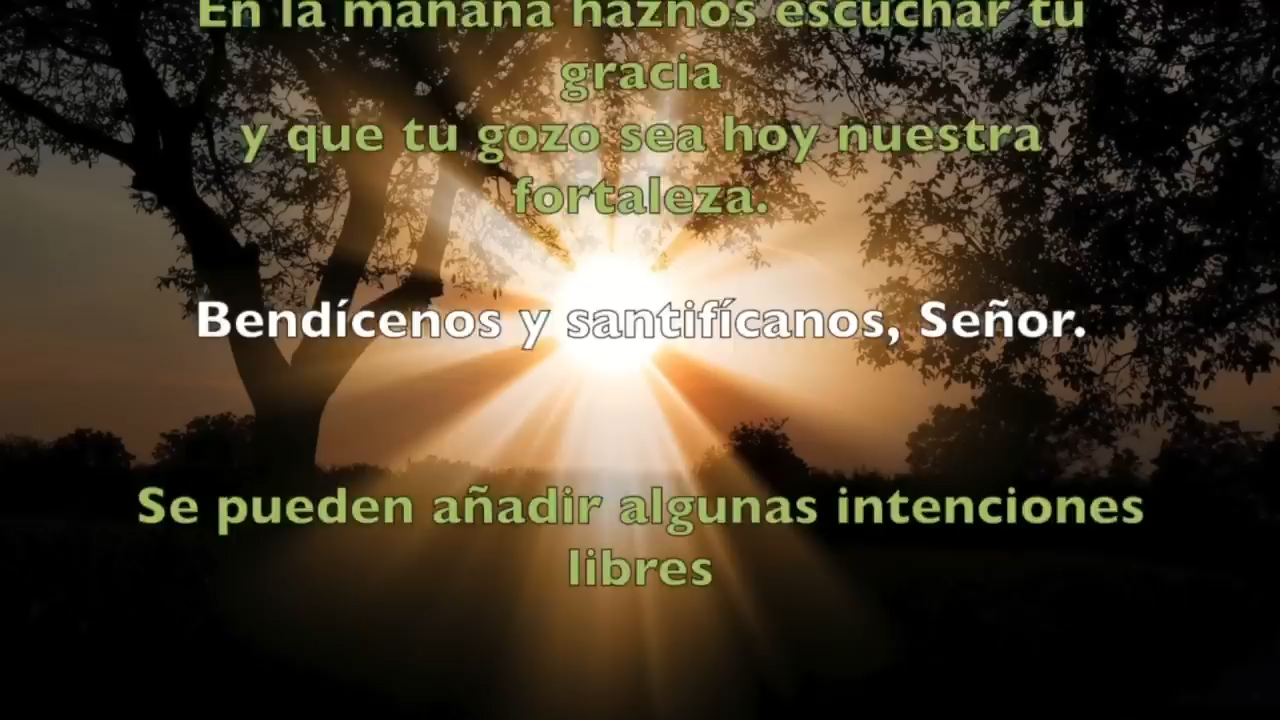 En la mañana haznos escuchar tu
gracia
y que tu gozo sea hoy nuestra
fortaleza.
Bendícenos y santifícanos, Señor.
Se pueden añadir algunas intenciones
libres